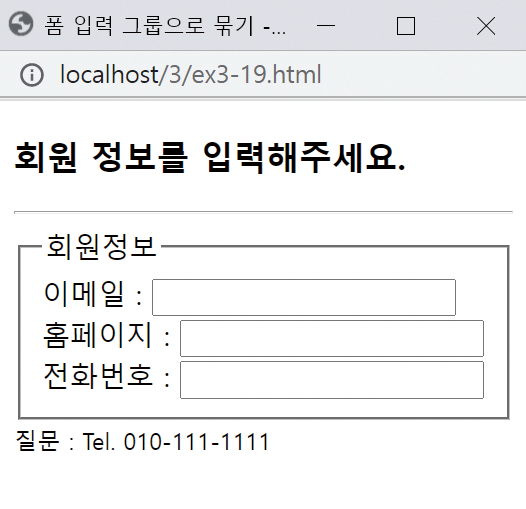 폼 입력 그룹으로 묶기 -...
localhost/3/ex3-19.html
회원 정보를 입력해주세요.
회원정보
이메일 :
홈페이지 :
전화번호 :
질문 : Tel. 010-111-1111